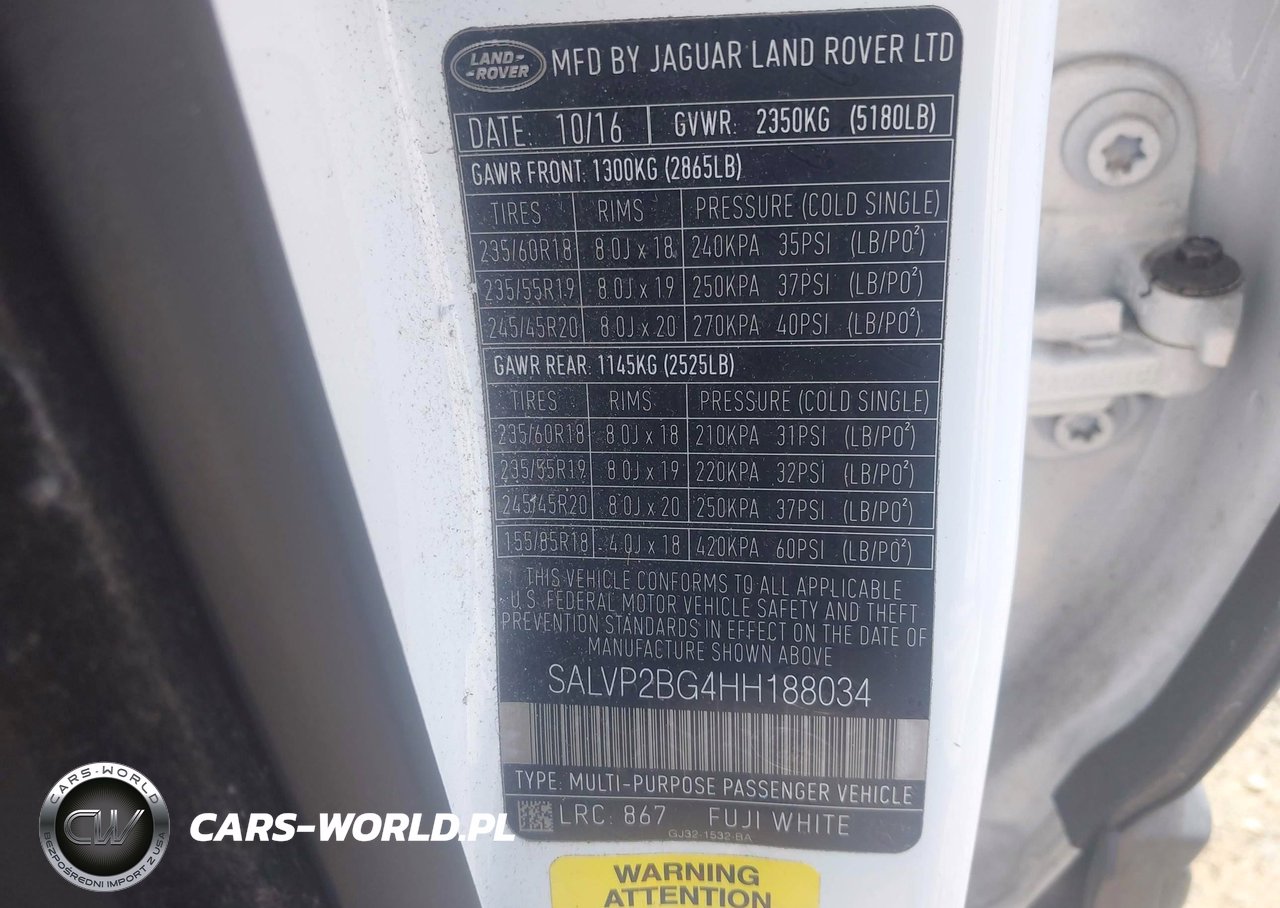 LAND-
-ROVER
MFD BY JAGUAR LAND ROVER LTD
DATE: 10/16 GVWR: 2350KG (5180LB)
GAWR FRONT: 1300KG (2865LB)
TIRES RIMS PRESSURE (COLD SINGLE)
235/60R18 8.0J x 18 240KPA 35PSI (LB/PO²)
235/55R19 8.0J x 19 250KPA 37PSI (LB/PO²)
245/45R20 8.0J x 20 270KPA 40PSI (LB/PO²)
GAWR REAR: 1145KG (2525LB)
TIRES RIMS PRESSURE (COLD SINGLE)
235/60R18 8.0J x 18 210KPA 31PSI (LB/PO²)
235/55R19 8.0J x 19 220KPA 32PSI (LB/PO²)
245/45R20 8.0J x 20 250KPA 37PSI (LB/PO²)
155/85R18 4.0J x 18 420KPA 60PSI (LB/PO²)
THIS VEHICLE CONFORMS TO ALL APPLICABLE
U.S. FEDERAL MOTOR VEHICLE SAFETY AND THEFT
PREVENTION STANDARDS IN EFFECT ON THE DATE OF
MANUFACTURE SHOWN ABOVE
SALVP2BG4HH188034
TYPE: MULTI-PURPOSE PASSENGER VEHICLE
LRC: 867 FUJI WHITE
GJ32-1532-BA
WARNING
ATTENTION
CARS-WORLD
CW
BEZPOŚREDNI IMPORT Z USA
CARS-WORLD.PL